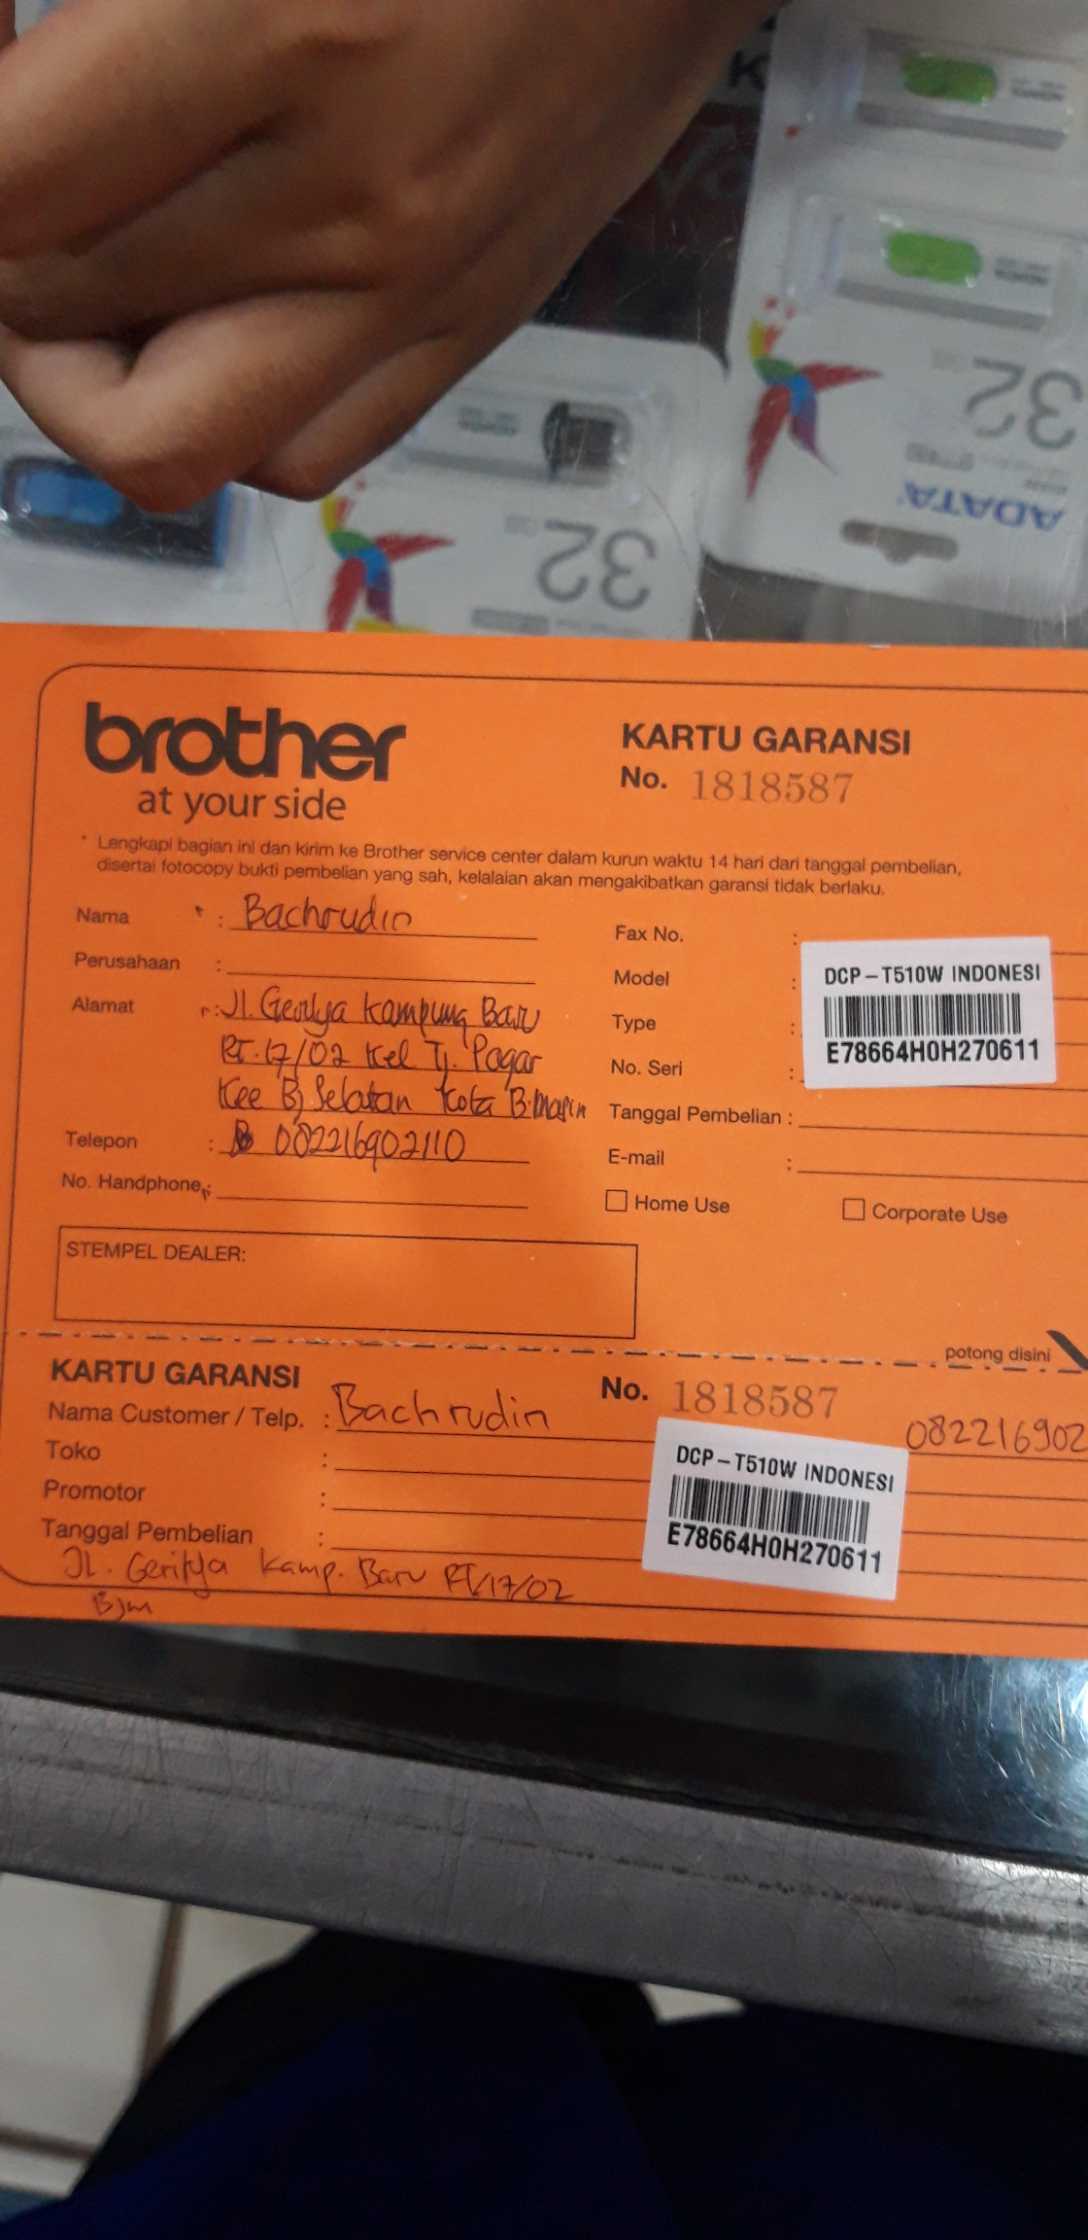 32
ADATA
32
brother
at your side
KARTU GARANSI
No. 1818587
* Lengkapi bagian ini dan kirim ke Brother service center dalam kurun waktu 14 hari dari tanggal pembelian,
disertai fotocopy bukti pembelian yang sah, kelalaian akan mengakibatkan garansi tidak berlaku.
Nama * : Bachrudin
Perusahaan :
Alamat *: Jl. Geritya Kampung Baru
RT.17/02 Kel Tj. Pagar
Kec Bj Selatan Kota B.masin
Telepon : 082216902110
No. Handphone*:
Fax No. :
Model :
Type :
No. Seri :
DCP-T510W INDONESI
E78664H0H270611
Tanggal Pembelian :
E-mail :
Home Use
Corporate Use
STEMPEL DEALER:
potong disini
KARTU GARANSI
No. 1818587
Nama Customer / Telp. : Bachrudin
082216902
Toko :
Promotor :
Tanggal Pembelian :
DCP-T510W INDONESI
E78664H0H270611
Jl. Geritya Kamp. Baru RT.17/02
Bjm